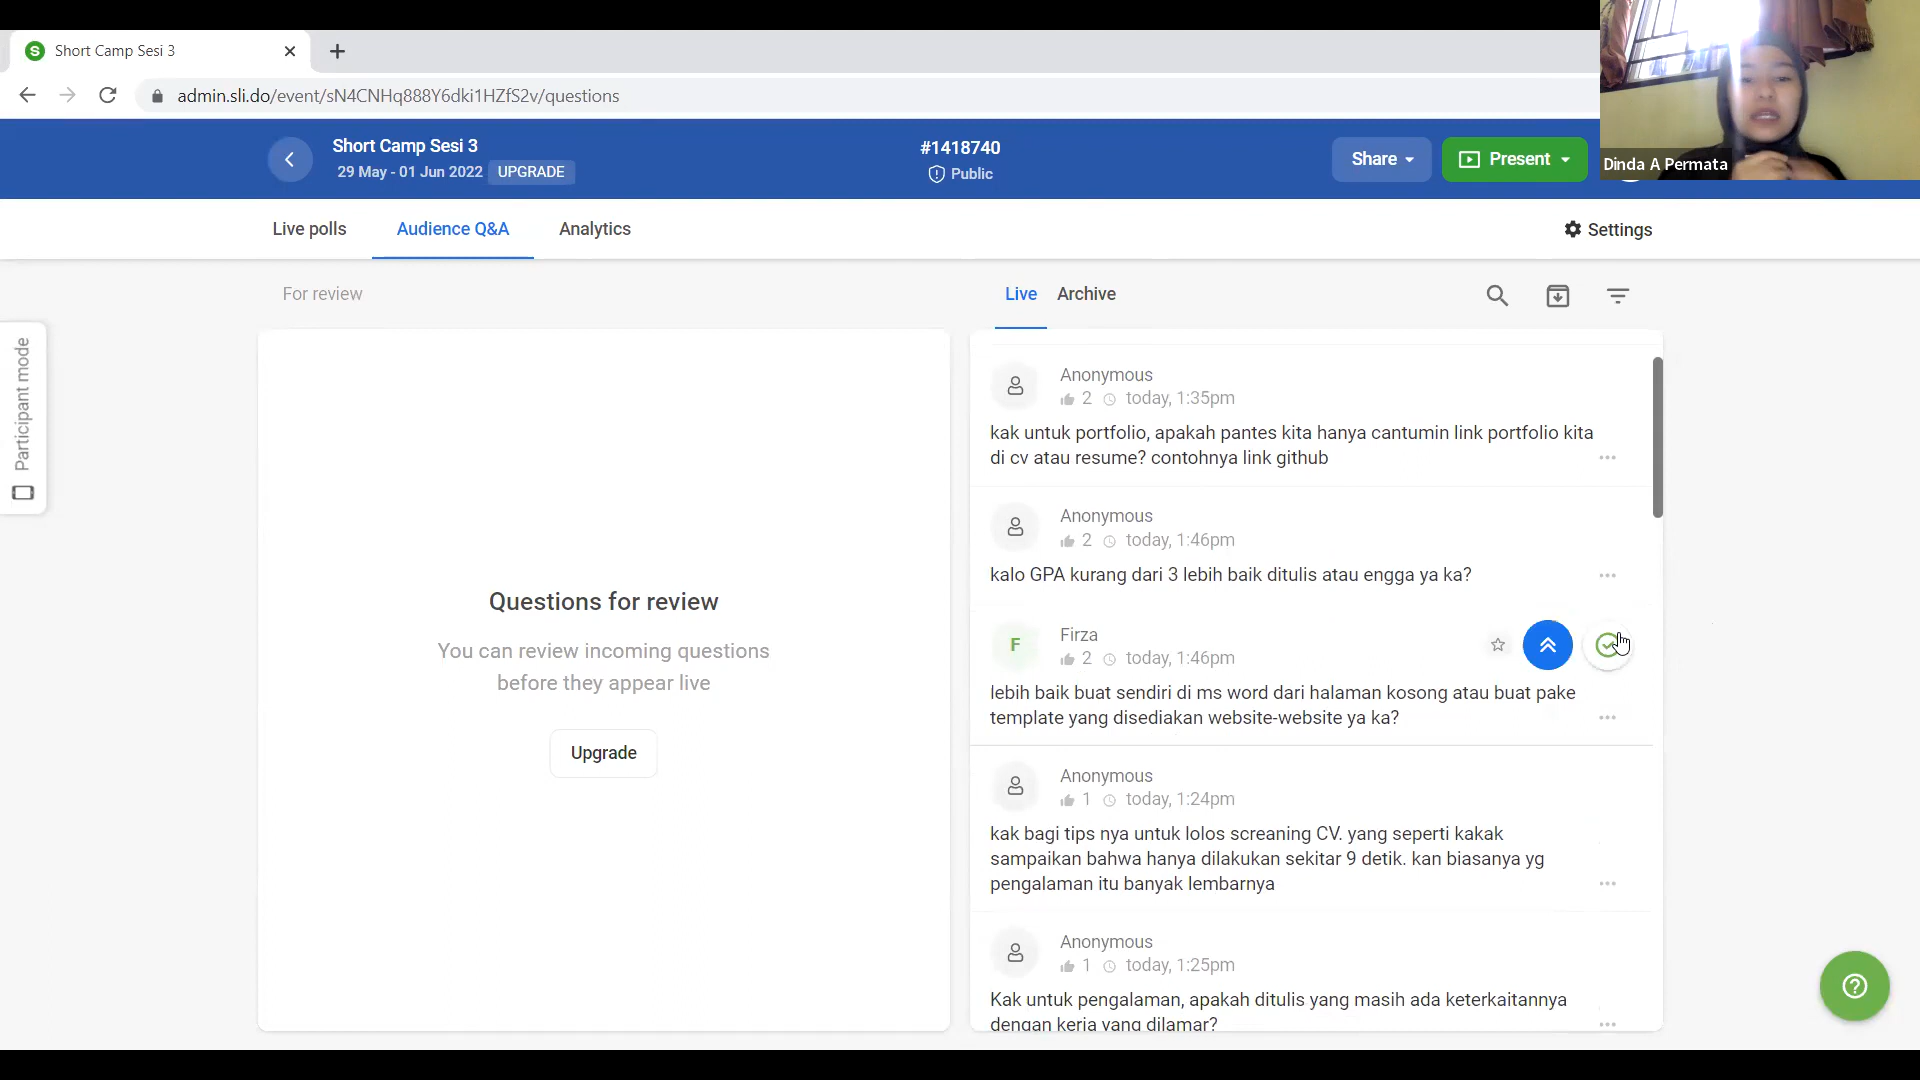 Short Camp Sesi 3
admin.sli.do/event/sN4CNHq888Y6dki1HZfS2v/questions
Short Camp Sesi 3
29 May - 01 Jun 2022 UPGRADE
#1418740
Public
Share
Present
Dinda A Permata
Live polls
Audience Q&A
Analytics
Settings
For review
Live
Archive
Participant mode
Questions for review
You can review incoming questions
before they appear live
Upgrade
Anonymous
2 today, 1:35pm
kak untuk portfolio, apakah pantes kita hanya cantumin link portfolio kita
di cv atau resume? contohnya link github
Anonymous
2 today, 1:46pm
kalo GPA kurang dari 3 lebih baik ditulis atau engga ya ka?
F
Firza
2 today, 1:46pm
lebih baik buat sendiri di ms word dari halaman kosong atau buat pake
template yang disediakan website-website ya ka?
Anonymous
1 today, 1:24pm
kak bagi tips nya untuk lolos screaning CV. yang seperti kakak
sampaikan bahwa hanya dilakukan sekitar 9 detik. kan biasanya yg
pengalaman itu banyak lembarnya
Anonymous
1 today, 1:25pm
Kak untuk pengalaman, apakah ditulis yang masih ada keterkaitannya
dengan kerja yang dilamar?